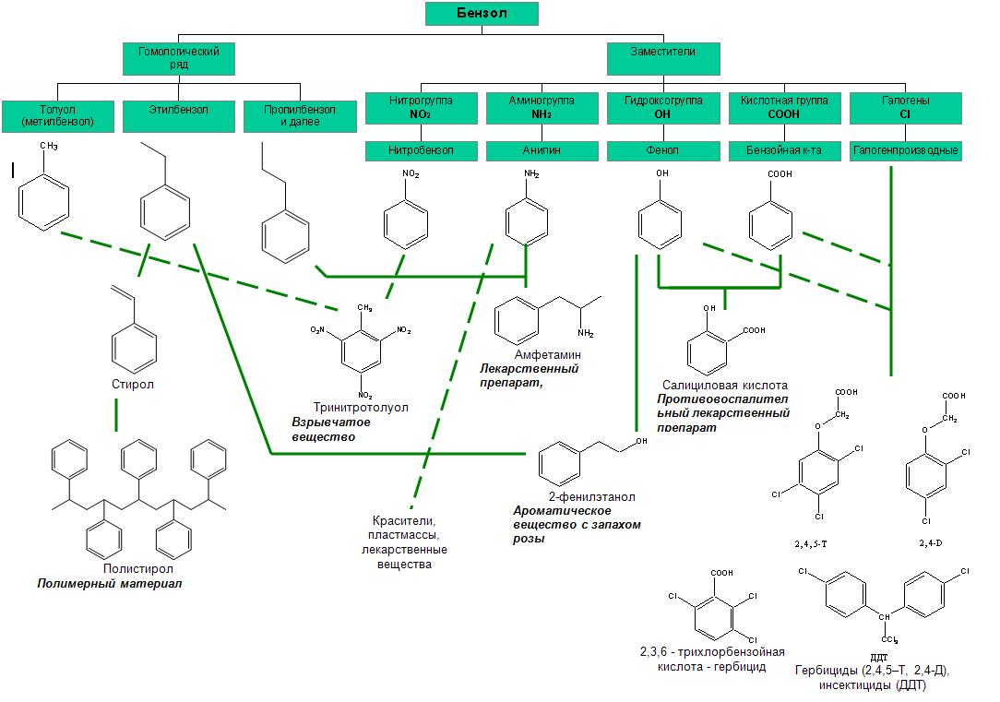 Бензол
Гомологический
ряд
Заместители
Толуол
(метилбензол)
Этилбензол
Пропилбензол
и далее
Нитрогруппа
NO2
Аминогруппа
NH2
Гидроксогруппа
OH
Кислотная группа
COOH
Галогены
Cl
Нитробензол
Анилин
Фенол
Бензойная к-та
Галогенпроизводные
CH3
NO2
NH2
OH
COOH
CH3
O2N
NO2
NO2
Тринитротолуол
Взрывчатое
вещество
NH2
Амфетамин
Лекарственный
препарат,
OH
COOH
Салициловая кислота
Противовоспалител
ьный лекарственный
препарат
Стирол
Полистирол
Полимерный материал
Красители,
пластмассы,
лекарственные
вещества
OH
2-фенилэтанол
Ароматическое
вещество с запахом
розы
COOH
CH2
O
Cl
Cl
Cl
2,4,5-T
COOH
CH2
O
Cl
Cl
2,4-D
COOH
Cl
Cl
Cl
2,3,6 - трихлорбензойная
кислота - гербицид
Cl
Cl
CH
CCl3
ДДТ
Гербициды (2,4,5–Т, 2,4-Д),
инсектициды (ДДТ)